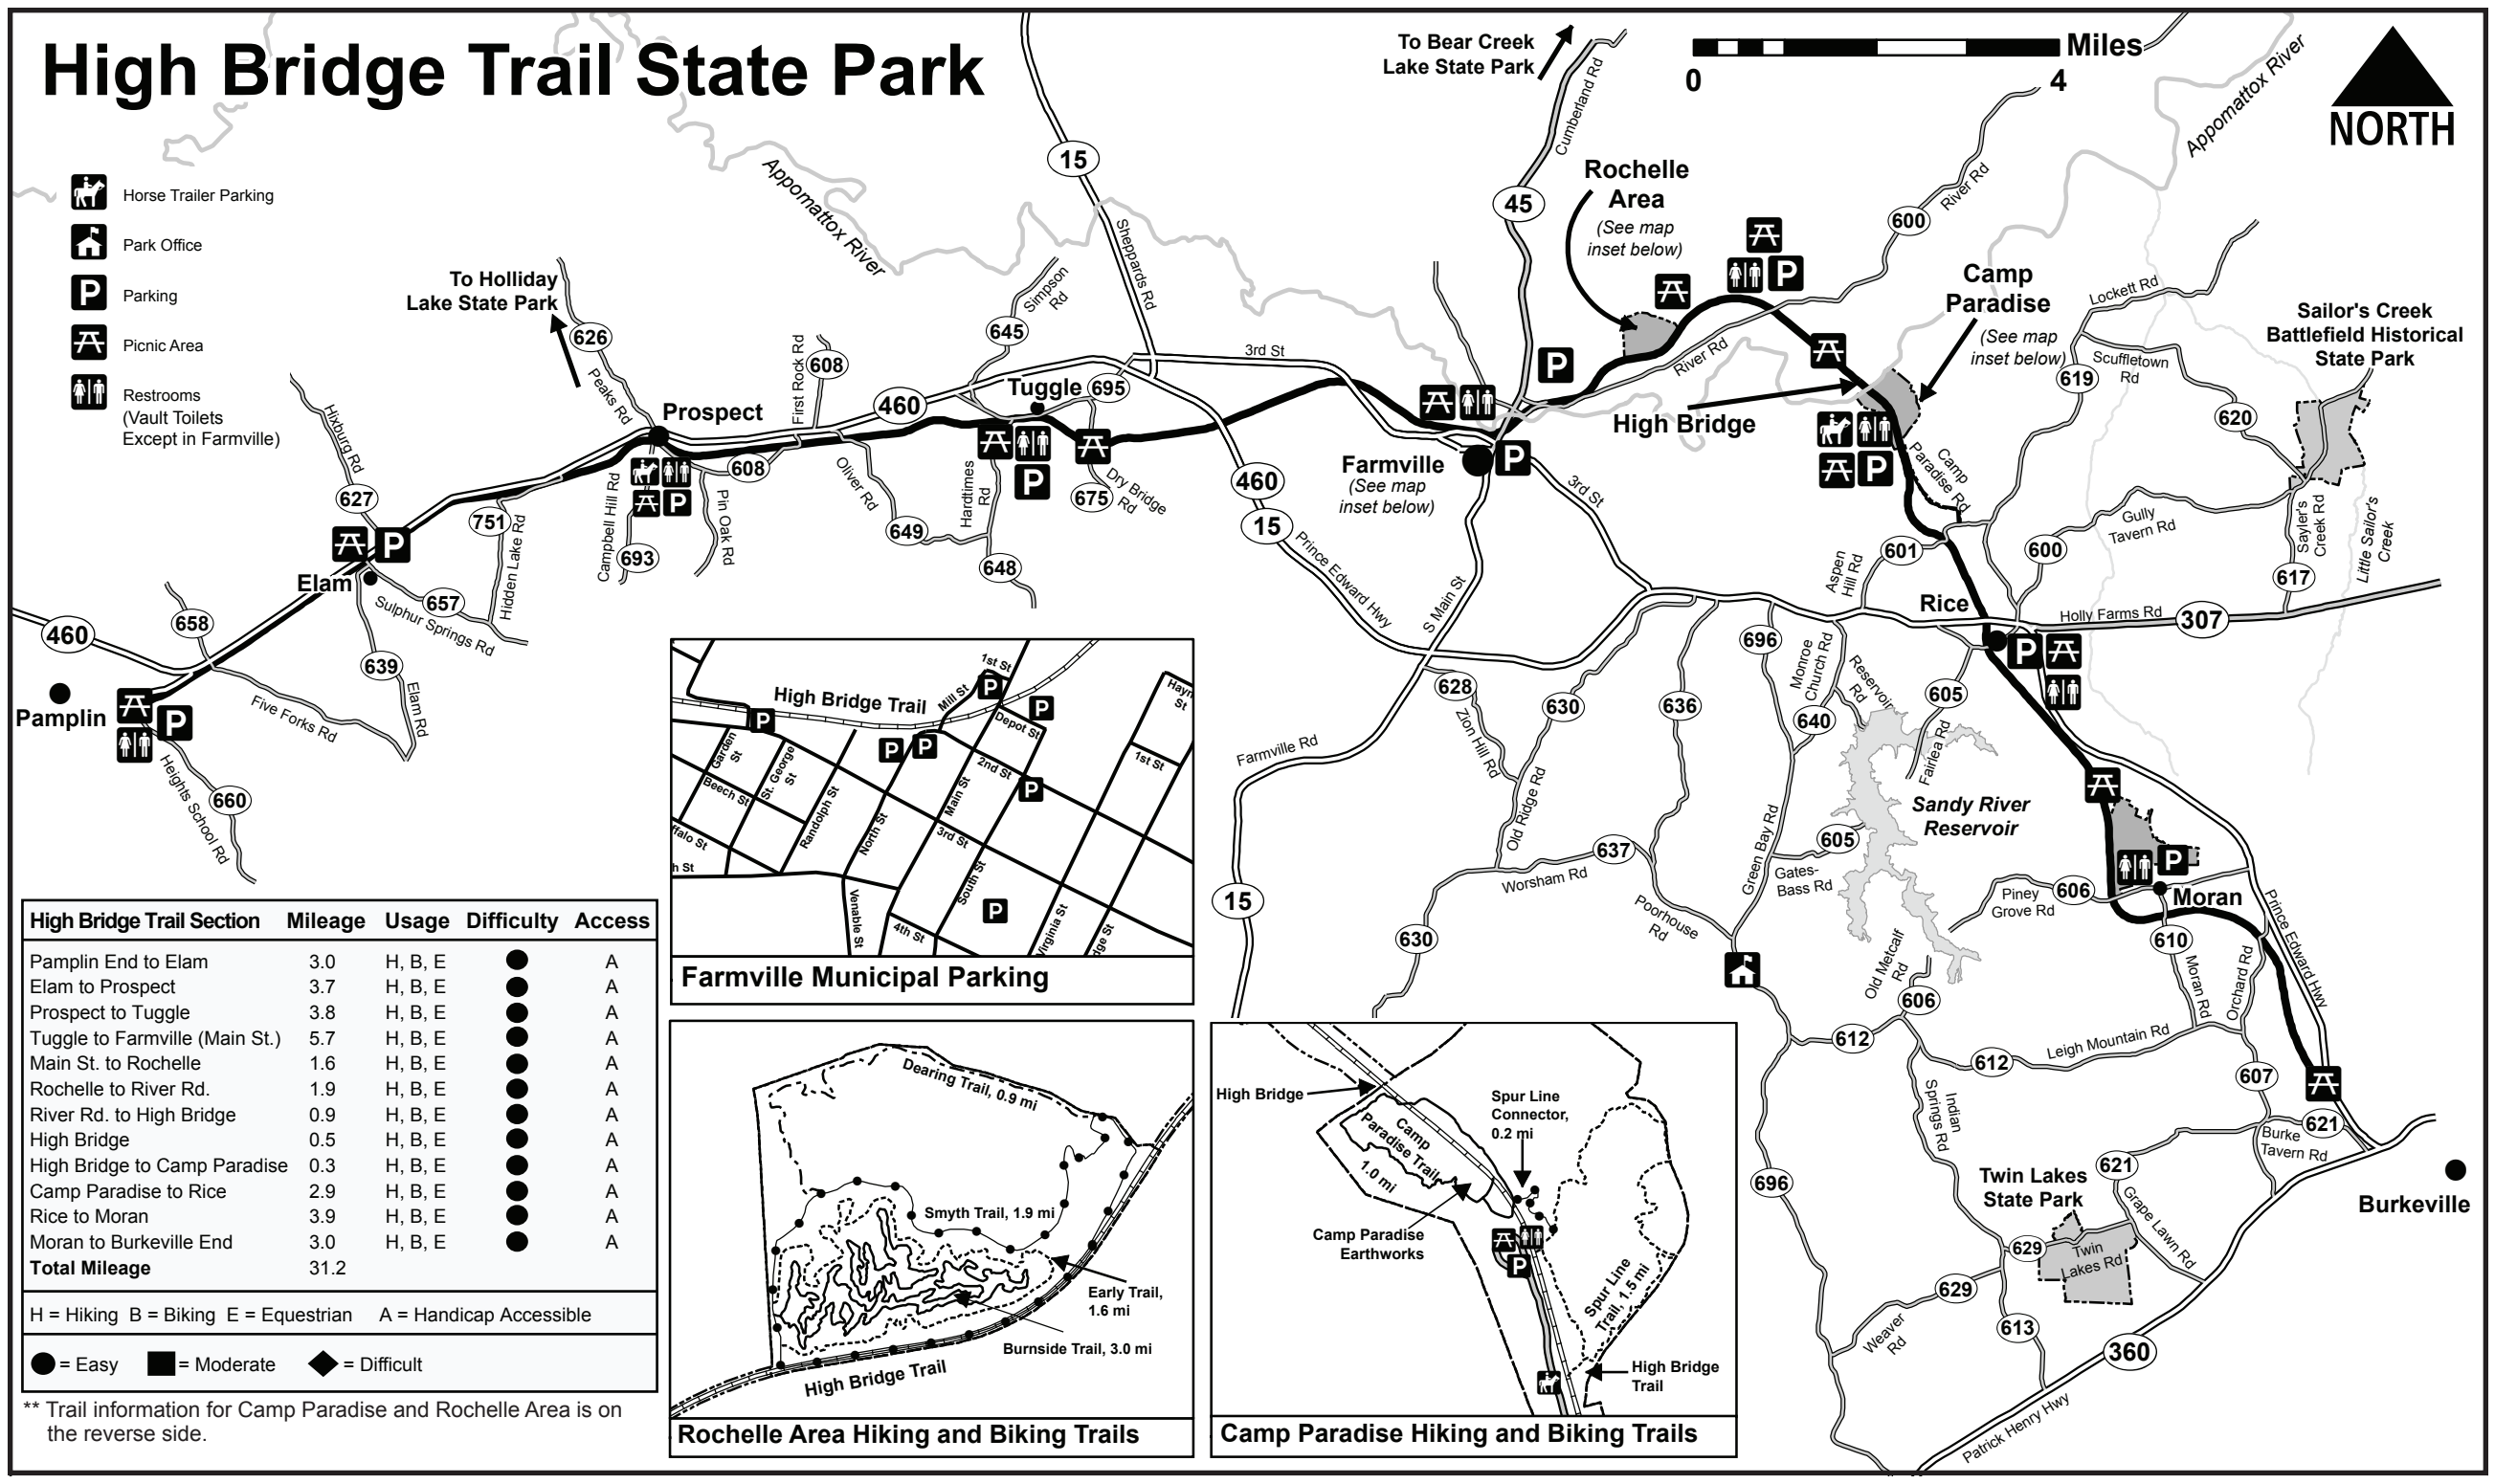 High Bridge Trail State Park
To Bear Creek
Lake State Park
Cumberland Rd
Miles
0
4
NORTH
Appomattox River
Horse Trailer Parking
Park Office
P
Parking
Picnic Area
Restrooms
(Vault Toilets
Except in Farmville)
To Holliday
Lake State Park
Appomattox River
15
Sheppards Rd
45
Rochelle
Area
(See map
inset below)
P
600
River Rd
Camp
Paradise
(See map
inset below)
Lockett Rd
Scuffletown
Rd
619
620
Sailor's Creek
Battlefield Historical
State Park
626
Peaks Rd
Prospect
First Rock Rd
608
460
645
Simpson
Rd
Tuggle
695
3rd St
P
River Rd
High Bridge
P
Camp
Paradise Rd
Hixburg Rd
627
P
Elam
751
Hidden Lake Rd
Campbell Hill Rd
P
693
Pin Oak Rd
608
Oliver Rd
649
Hardtimes
Rd
P
648
675
Dry Bridge
Rd
460
15
Prince Edward Hwy
Farmville
(See map
inset below)
P
3rd St
S Main St
Aspen
Hill Rd
601
Rice
P
600
Gully
Tavern Rd
Sayler's
Creek Rd
617
Little Sailor's
Creek
Holly Farms Rd
307
460
Pamplin
P
658
657
Sulphur Springs Rd
639
Elam Rd
Five Forks Rd
660
Heights School Rd
Farmville Rd
15
628
Zion Hill Rd
630
Old Ridge Rd
636
696
Monroe
Church Rd
640
Reservoir
Rd
605
Fairlea Rd
Sandy River
Reservoir
637
Worsham Rd
630
Poorhouse
Rd
Green Bay Rd
605
Gates-
Bass Rd
Piney
Grove Rd
606
P
Moran
610
Moran Rd
Orchard Rd
Prince Edward Hwy
Old Metcalf
Rd
606
612
612
Leigh Mountain Rd
607
621
Burke
Tavern Rd
Burkeville
696
Indian
Springs Rd
Twin Lakes
State Park
621
Grape Lawn Rd
629
Twin
Lakes Rd
629
Weaver
Rd
613
360
Patrick Henry Hwy
High Bridge Trail
P
Mill St
1st St
P
P
Depot St
P
P
2nd St
P
Garden
St
St. George
St
Beech St
Randolph St
North St
Main St
3rd St
South St
Venable St
4th St
P
Virginia St
1st St
St
h St
Farmville Municipal Parking
High Bridge Trail Section Mileage Usage Difficulty Access
Pamplin End to Elam 3.0 H, B, E ● A
Elam to Prospect 3.7 H, B, E ● A
Prospect to Tuggle 3.8 H, B, E ● A
Tuggle to Farmville (Main St.) 5.7 H, B, E ● A
Main St. to Rochelle 1.6 H, B, E ● A
Rochelle to River Rd. 1.9 H, B, E ● A
River Rd. to High Bridge 0.9 H, B, E ● A
High Bridge 0.5 H, B, E ● A
High Bridge to Camp Paradise 0.3 H, B, E ● A
Camp Paradise to Rice 2.9 H, B, E ● A
Rice to Moran 3.9 H, B, E ● A
Moran to Burkeville End 3.0 H, B, E ● A
Total Mileage 31.2
H = Hiking B = Biking E = Equestrian A = Handicap Accessible
● = Easy ■ = Moderate ◆ = Difficult
** Trail information for Camp Paradise and Rochelle Area is on
the reverse side.
Dearing Trail, 0.9 mi
Smyth Trail, 1.9 mi
Early Trail,
1.6 mi
Burnside Trail, 3.0 mi
High Bridge Trail
Rochelle Area Hiking and Biking Trails
High Bridge
Camp
Paradise Trail
1.0 mi
Spur Line
Connector,
0.2 mi
Camp Paradise
Earthworks
P
Spur Line
Trail, 1.5 mi
High Bridge
Trail
Camp Paradise Hiking and Biking Trails